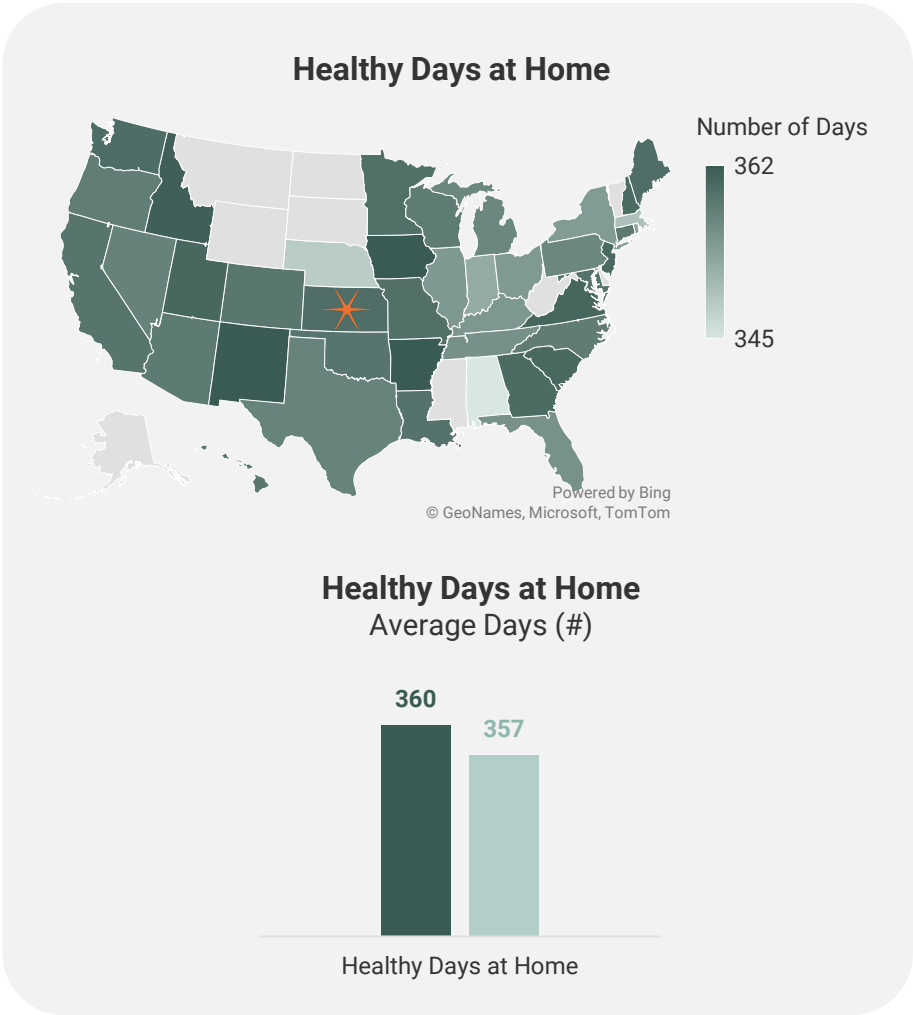 Healthy Days at Home
Number of Days
362
345
Powered by Bing
© GeoNames, Microsoft, TomTom
Healthy Days at Home
Average Days (#)
360
357
Healthy Days at Home